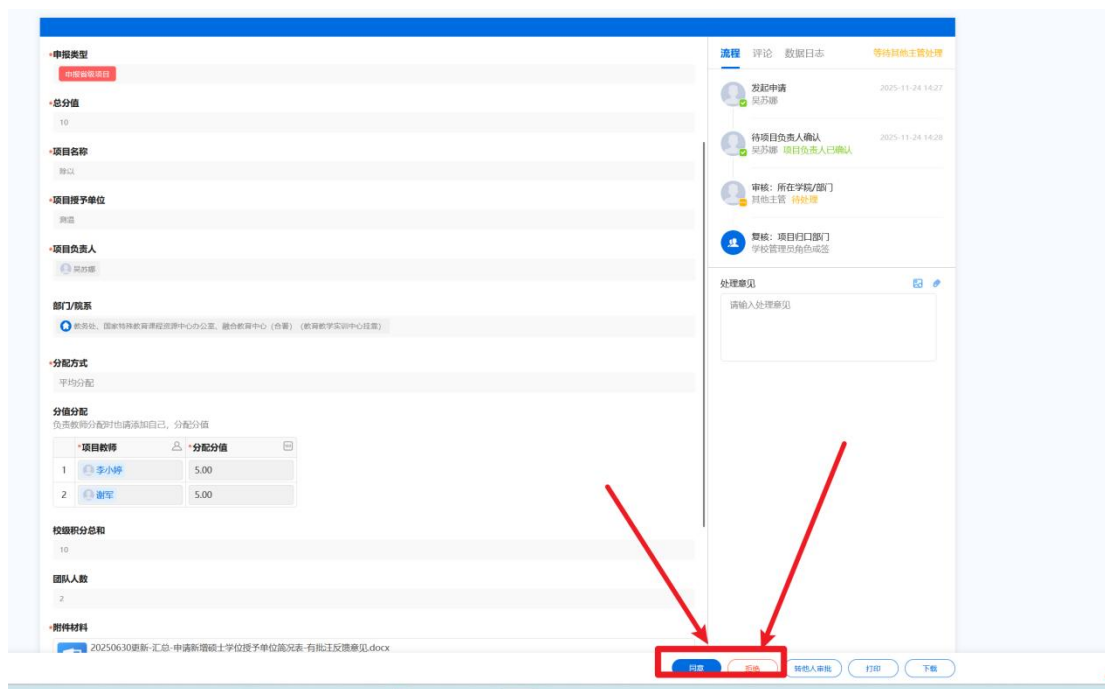 *申报类型
申报省级项目
*总分值
10
*项目名称
除以
*项目授予单位
测嘉
*项目负责人
吴苏娜
部门/院系
教务处、国家特殊教育课程资源中心办公室、融合教育中心（合署）（教育教学实训中心挂靠）
*分配方式
平均分配
分值分配
负责教师分配时也请添加自己，分配分值
*项目教师 *分配分值
1 李小婷 5.00
2 谢军 5.00
校级积分总和
10
团队人数
2
*附件材料
20250630更新-汇总-申请新增硕士学位授予单位简况表-有批注反馈意见.docx
流程 评论 数据日志 等待其他主管处理
发起申请 2025-11-24 14:27
吴苏娜
待项目负责人确认 2025-11-24 14:28
吴苏娜 项目负责人已确认
审核：所在学院/部门
其他主管 待处理
复核：项目归口部门
学校管理员角色或签
处理意见
请输入处理意见
同意 拒绝 转他人审批 打印 下载